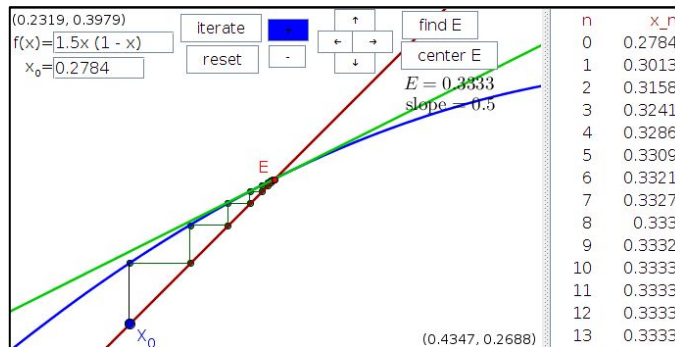 (0.2319, 0.3979)
iterate
+
↑
find E
n x_n
f(x)= 1.5x (1 - x)
← →
0 0.2784
x0= 0.2784
reset
-
↓
center E
1 0.3013
E = 0.3333
2 0.3158
slope = 0.5
3 0.3241
4 0.3286
E
5 0.3309
6 0.3321
7 0.3327
8 0.333
9 0.3332
10 0.3333
11 0.3333
12 0.3333
X0
(0.4347, 0.2688)
13 0.3333